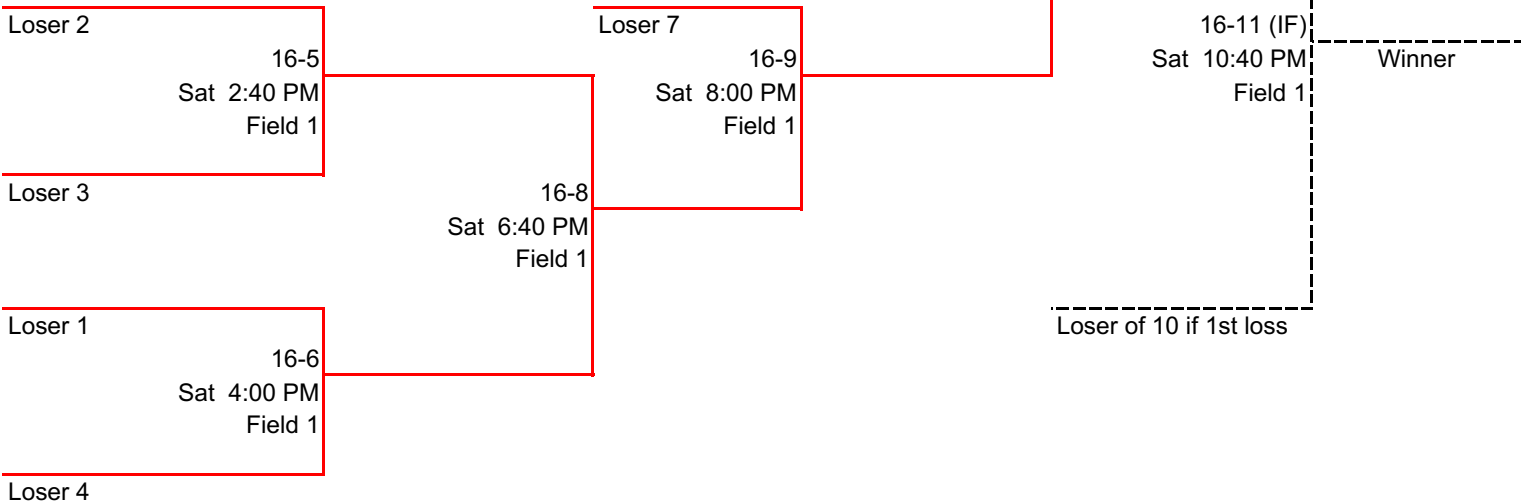 Loser 2
16-5
Sat 2:40 PM
Field 1
Loser 3
Loser 7
16-9
Sat 8:00 PM
Field 1
16-11 (IF)
Sat 10:40 PM
Field 1
Winner
16-8
Sat 6:40 PM
Field 1
Loser 1
16-6
Sat 4:00 PM
Field 1
Loser 4
Loser of 10 if 1st loss